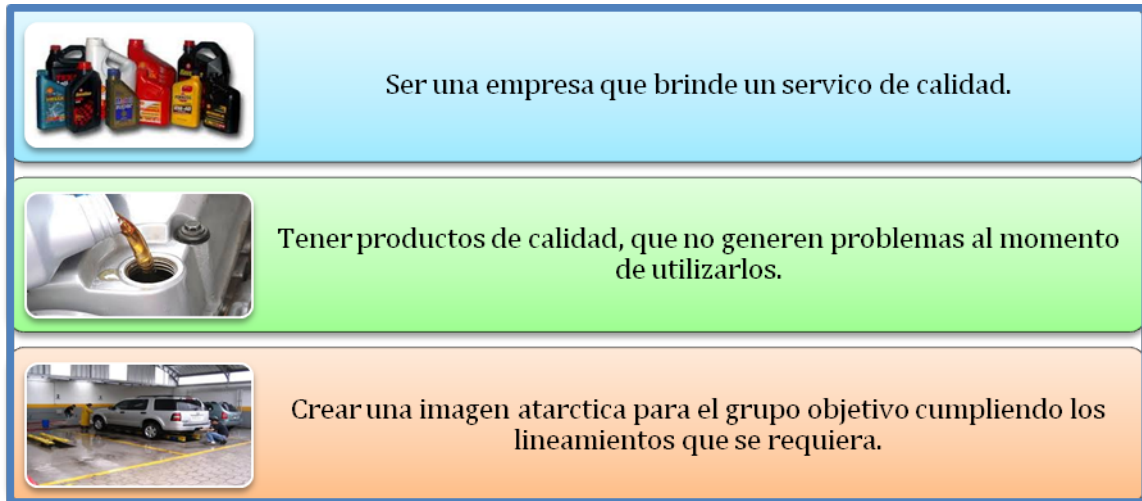 Ser una empresa que brinde un servico de calidad.
Tener productos de calidad, que no generen problemas al momento
de utilizarlos.
Crear una imagen atarctica para el grupo objetivo cumpliendo los
lineamientos que se requiera.